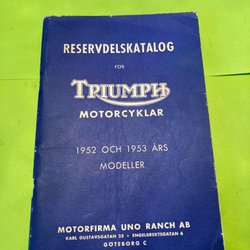 RESERVDELSKATALOG
FÖR
TRIUMPH
MOTORCYKLAR
1952 OCH 1953 ÅRS
MODELLER
MOTORFIRMA UNO RANCH AB
KARL GUSTAVSGATAN 25 • ENGELBREKTSGATAN 6
GÖTEBORG C